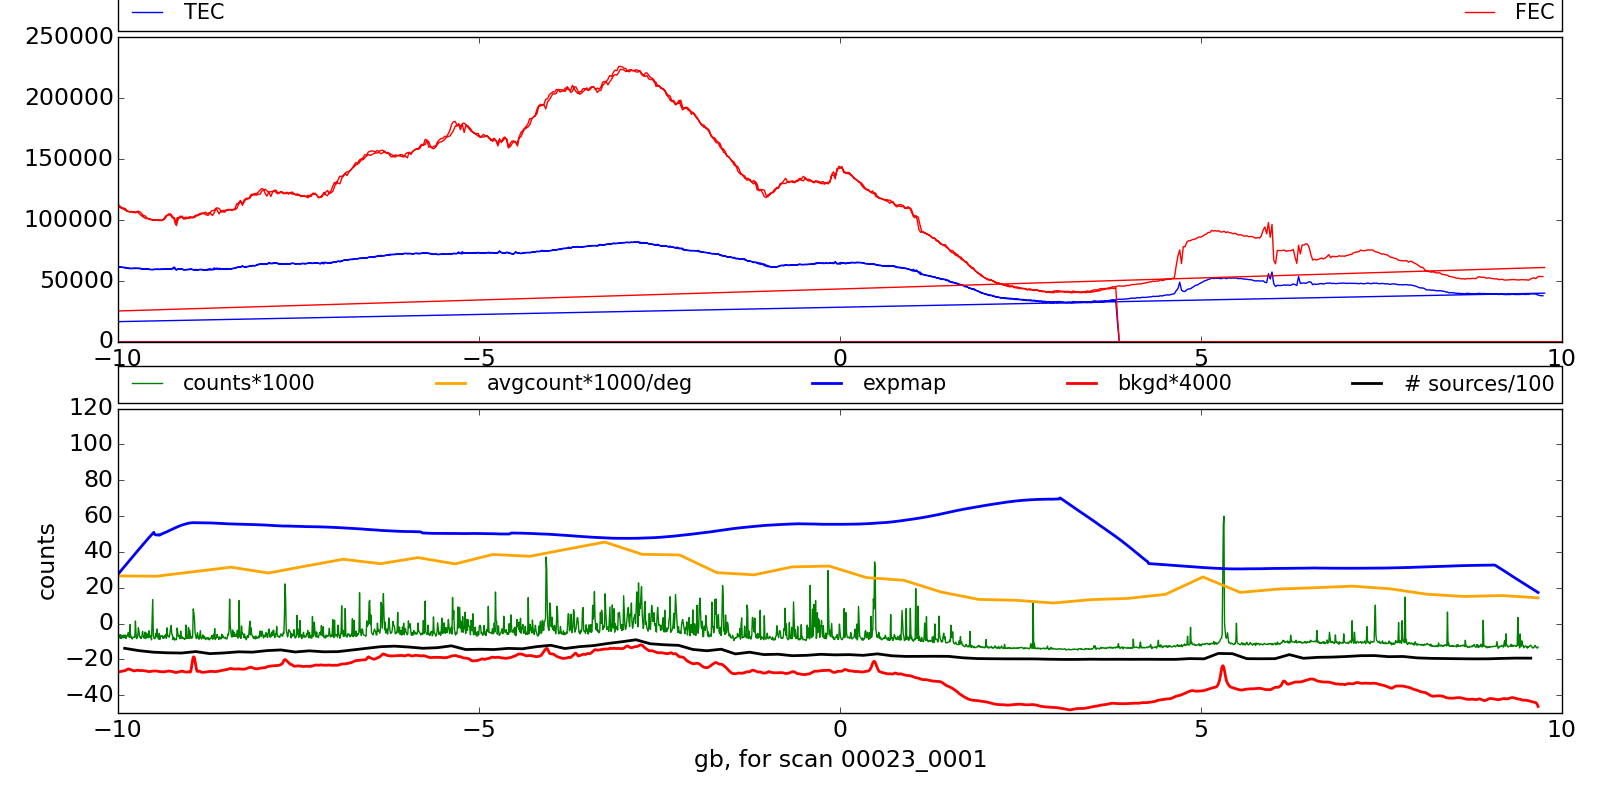 TEC FEC
250000
200000
150000
100000
50000
0
−10 −5 0 5 10
counts*1000 avgcount*1000/deg expmap bkgd*4000 # sources/100
120
100
80
60
40
20
0
−20
−40
counts
−10 −5 0 5 10
gb, for scan 00023_0001